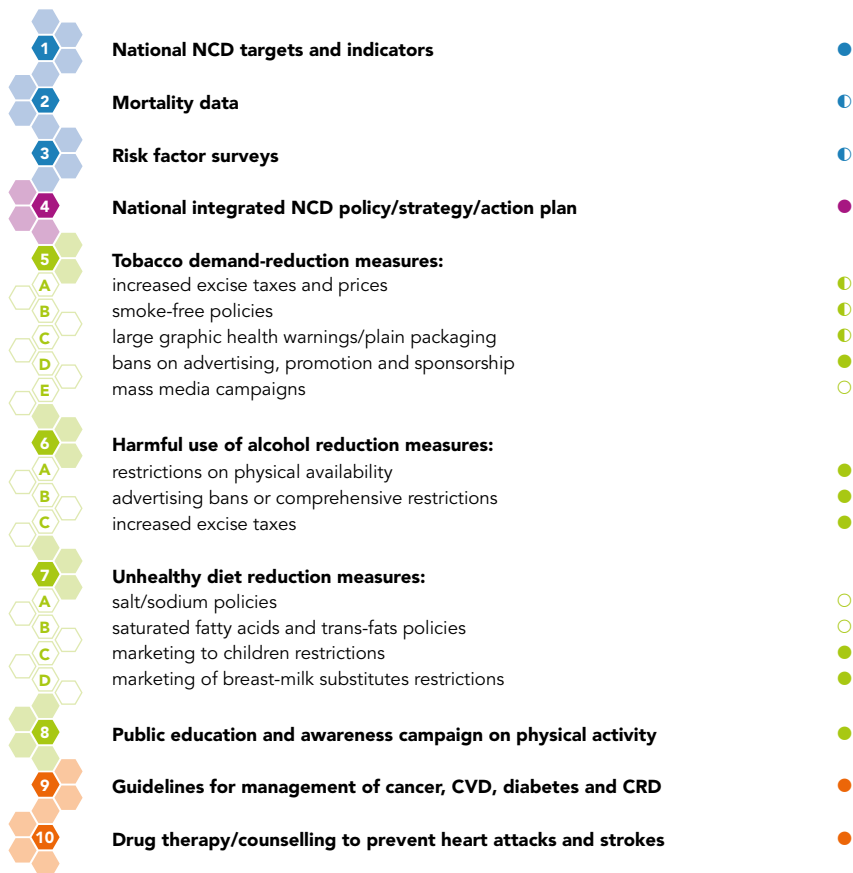 1 National NCD targets and indicators
2 Mortality data
3 Risk factor surveys
4 National integrated NCD policy/strategy/action plan
5 Tobacco demand-reduction measures:
A increased excise taxes and prices
B smoke-free policies
C large graphic health warnings/plain packaging
D bans on advertising, promotion and sponsorship
E mass media campaigns
6 Harmful use of alcohol reduction measures:
A restrictions on physical availability
B advertising bans or comprehensive restrictions
C increased excise taxes
7 Unhealthy diet reduction measures:
A salt/sodium policies
B saturated fatty acids and trans-fats policies
C marketing to children restrictions
D marketing of breast-milk substitutes restrictions
8 Public education and awareness campaign on physical activity
9 Guidelines for management of cancer, CVD, diabetes and CRD
10 Drug therapy/counselling to prevent heart attacks and strokes